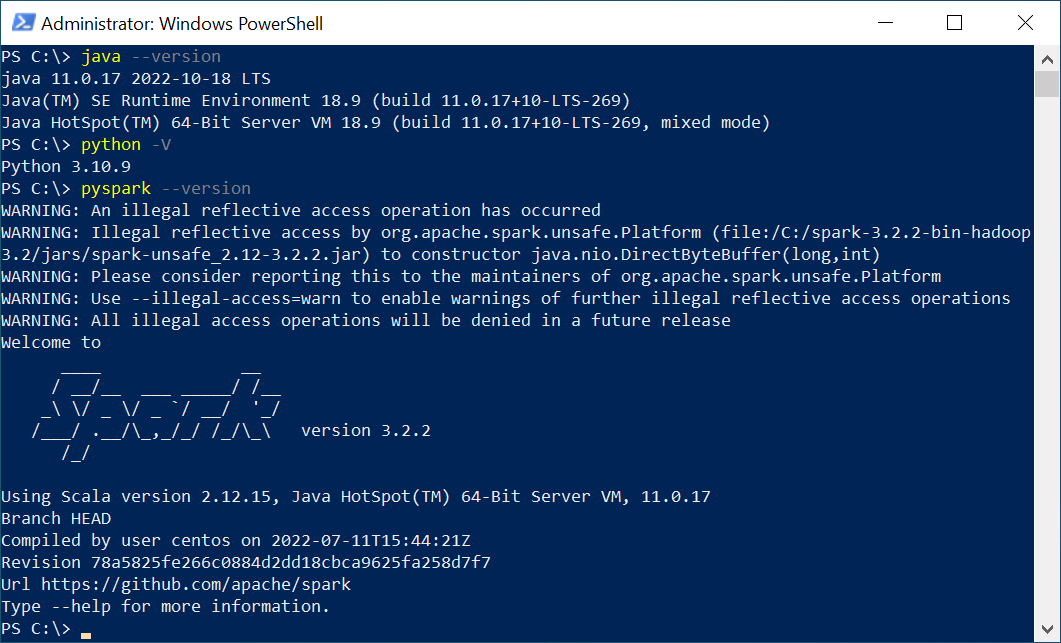 Administrator: Windows PowerShell
PS C:\> java --version
java 11.0.17 2022-10-18 LTS
Java(TM) SE Runtime Environment 18.9 (build 11.0.17+10-LTS-269)
Java HotSpot(TM) 64-Bit Server VM 18.9 (build 11.0.17+10-LTS-269, mixed mode)
PS C:\> python -V
Python 3.10.9
PS C:\> pyspark --version
WARNING: An illegal reflective access operation has occurred
WARNING: Illegal reflective access by org.apache.spark.unsafe.Platform (file:/C:/spark-3.2.2-bin-hadoop
3.2/jars/spark-unsafe_2.12-3.2.2.jar) to constructor java.nio.DirectByteBuffer(long,int)
WARNING: Please consider reporting this to the maintainers of org.apache.spark.unsafe.Platform
WARNING: Use --illegal-access=warn to enable warnings of further illegal reflective access operations
WARNING: All illegal access operations will be denied in a future release
Welcome to
      ____              __
     / __/__  ___ _____/ /__
    _\ \/ _ \/ _ `/ __/  '_/
   /___/ .__/\_,_/_/ /_/\_\   version 3.2.2
      /_/
Using Scala version 2.12.15, Java HotSpot(TM) 64-Bit Server VM, 11.0.17
Branch HEAD
Compiled by user centos on 2022-07-11T15:44:21Z
Revision 78a5825fe266c0884d2dd18cbca9625fa258d7f7
Url https://github.com/apache/spark
Type --help for more information.
PS C:\>